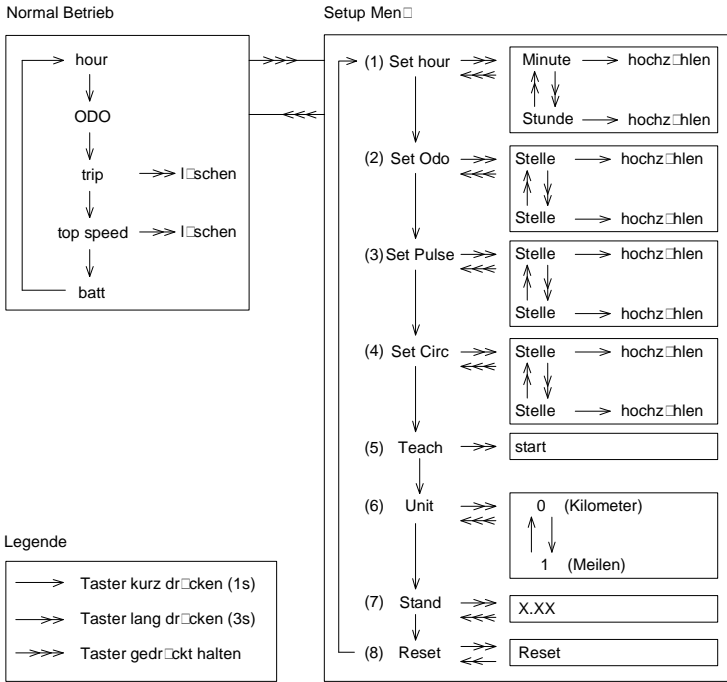 Normal Betrieb
hour
ODO
trip
l□schen
top speed
l□schen
batt
Setup Men□
(1) Set hour
Minute
hochz□hlen
Stunde
hochz□hlen
(2) Set Odo
Stelle
hochz□hlen
Stelle
hochz□hlen
(3) Set Pulse
Stelle
hochz□hlen
Stelle
hochz□hlen
(4) Set Circ
Stelle
hochz□hlen
Stelle
hochz□hlen
(5) Teach
start
(6) Unit
0 (Kilometer)
1 (Meilen)
(7) Stand
X.XX
(8) Reset
Reset
Legende
Taster kurz dr□cken (1s)
Taster lang dr□cken (3s)
Taster gedr□ckt halten